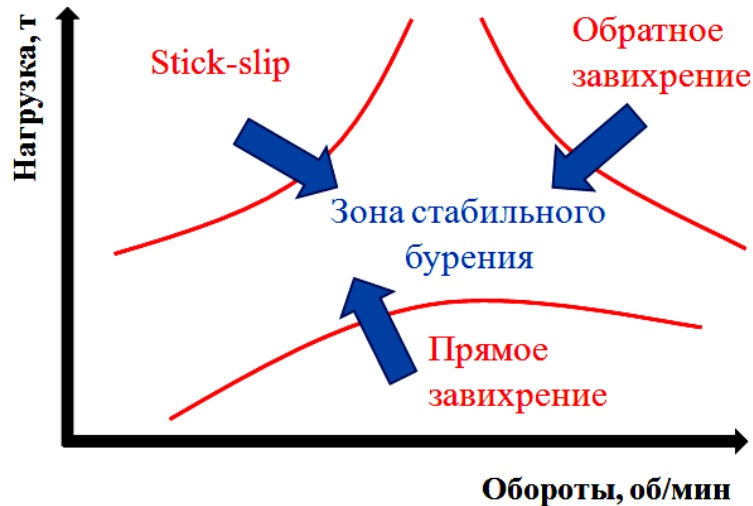 Нагрузка, т
Stick-slip
Обратное
завихрение
Зона стабильного
бурения
Прямое
завихрение
Обороты, об/мин